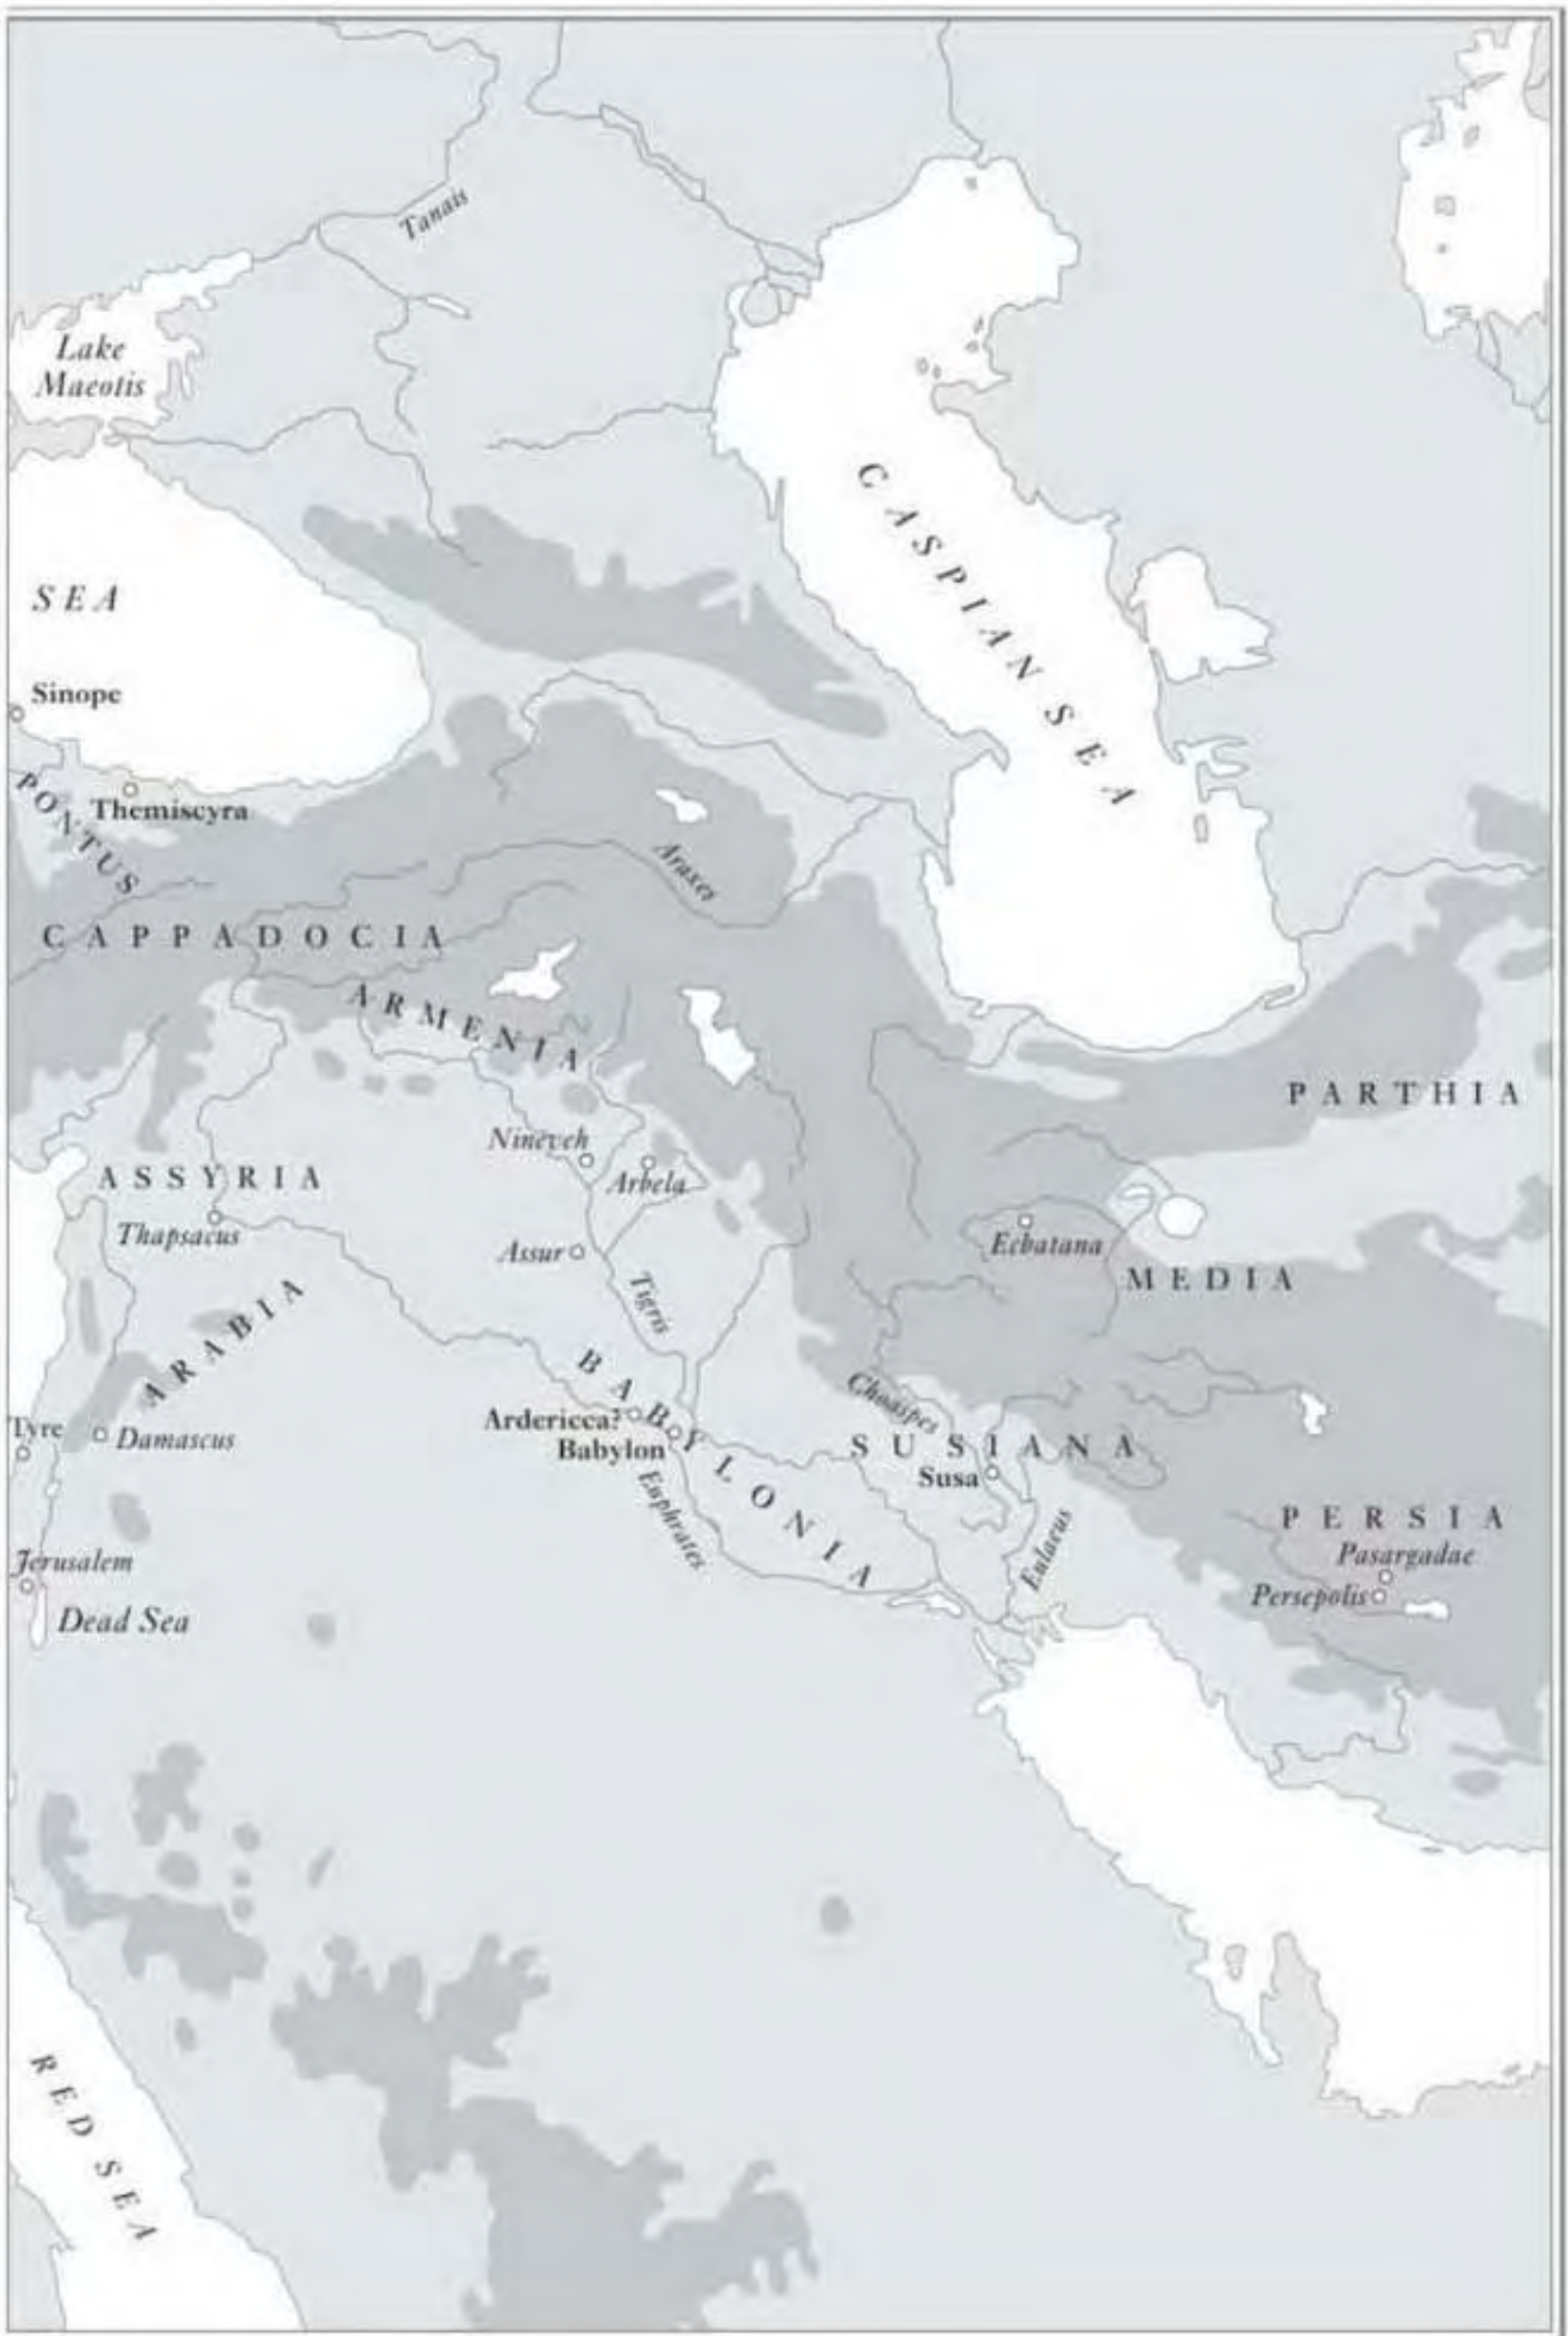 Tanais
Lake
Maeotis
CASPIAN SEA
SEA
Sinope
PONTUS
Themiscyra
Araxes
CAPPADOCIA
ARMENIA
PARTHIA
Nineveh
Arbela
ASSYRIA
Thapsacus
Assur
Ecbatana
MEDIA
Tigris
ARABIA
BABYLONIA
Choaspes
Ardericca?
Babylon
Tyre
Damascus
SUSIANA
Susa
Euphrates
Eulaeus
PERSIA
Pasargadae
Persepolis
Jerusalem
Dead Sea
RED SEA